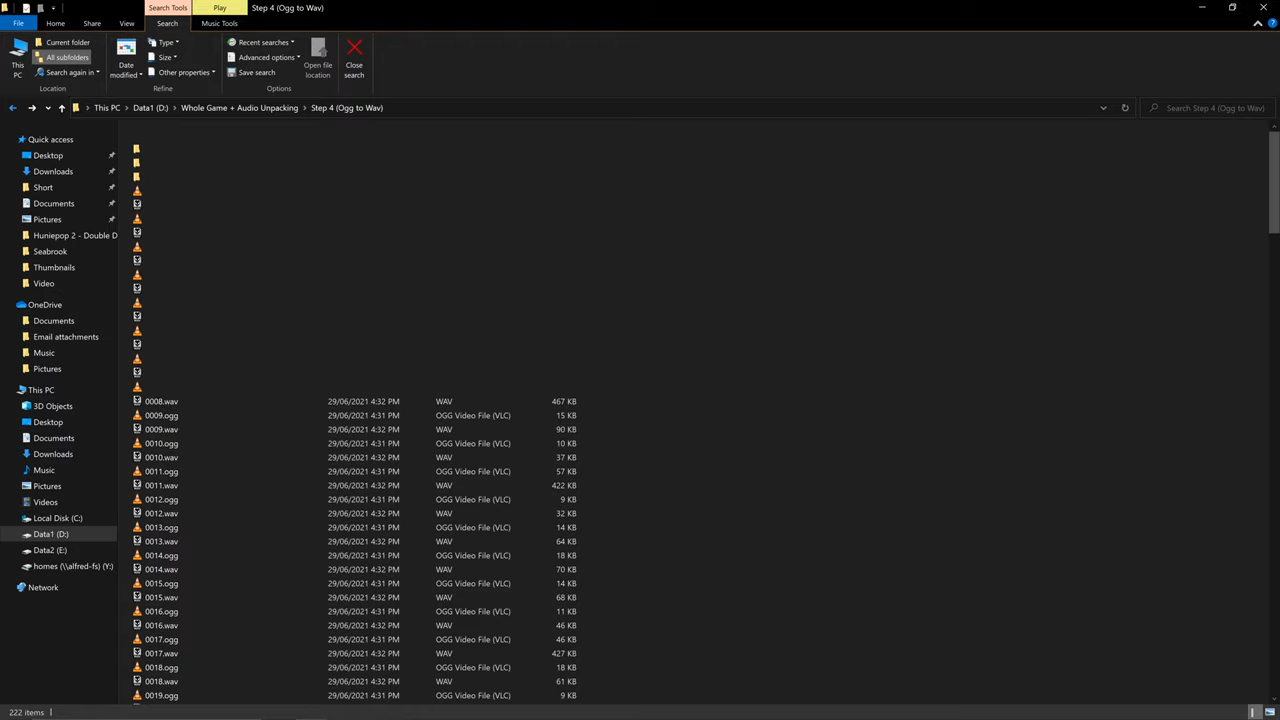 Search Tools Play Step 4 (Ogg to Wav)
File Home Share View Search Music Tools
This PC
Current folder
All subfolders
Search again in
Location
Date modified
Type
Size
Other properties
Refine
Recent searches
Advanced options
Save search
Open file location
Options
Close search
This PC Data1 (D:) Whole Game + Audio Unpacking Step 4 (Ogg to Wav)
Search Step 4 (Ogg to Wav)
Quick access
Desktop
Downloads
Short
Documents
Pictures
Huniepop 2 - Double D
Seabrook
Thumbnails
Video
OneDrive
Documents
Email attachments
Music
Pictures
This PC
3D Objects
Desktop
Documents
Downloads
Music
Pictures
Videos
Local Disk (C:)
Data1 (D:)
Data2 (E:)
homes (\\alfred-fs) (Y:)
Network
0008.wav 29/06/2021 4:32 PM WAV 467 KB
0009.ogg 29/06/2021 4:31 PM OGG Video File (VLC) 15 KB
0009.wav 29/06/2021 4:32 PM WAV 90 KB
0010.ogg 29/06/2021 4:31 PM OGG Video File (VLC) 10 KB
0010.wav 29/06/2021 4:32 PM WAV 37 KB
0011.ogg 29/06/2021 4:31 PM OGG Video File (VLC) 57 KB
0011.wav 29/06/2021 4:32 PM WAV 422 KB
0012.ogg 29/06/2021 4:31 PM OGG Video File (VLC) 9 KB
0012.wav 29/06/2021 4:32 PM WAV 32 KB
0013.ogg 29/06/2021 4:31 PM OGG Video File (VLC) 14 KB
0013.wav 29/06/2021 4:32 PM WAV 64 KB
0014.ogg 29/06/2021 4:31 PM OGG Video File (VLC) 18 KB
0014.wav 29/06/2021 4:32 PM WAV 70 KB
0015.ogg 29/06/2021 4:31 PM OGG Video File (VLC) 14 KB
0015.wav 29/06/2021 4:32 PM WAV 68 KB
0016.ogg 29/06/2021 4:31 PM OGG Video File (VLC) 11 KB
0016.wav 29/06/2021 4:32 PM WAV 46 KB
0017.ogg 29/06/2021 4:31 PM OGG Video File (VLC) 46 KB
0017.wav 29/06/2021 4:32 PM WAV 427 KB
0018.ogg 29/06/2021 4:31 PM OGG Video File (VLC) 18 KB
0018.wav 29/06/2021 4:32 PM WAV 61 KB
0019.ogg 29/06/2021 4:31 PM OGG Video File (VLC) 9 KB
222 items